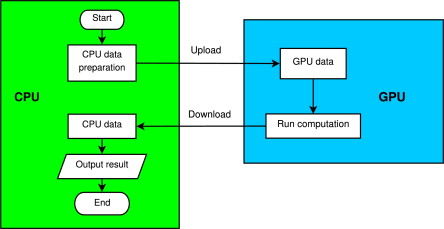 Start
CPU data
preparation
Upload
GPU data
CPU
GPU
CPU data
Download
Run computation
Output result
End